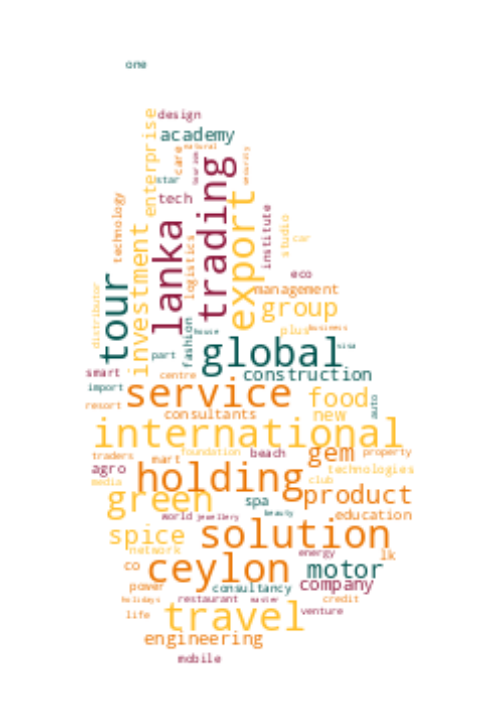 one
design
enterprise
academy
natural
care
tourism
security
star
trading
tech
export
technology
lanka
institute
studio
car
investment
logistics
eco
tour
distributor
management
group
fashion
house
plus
business
part
global
visa
smart
centre
construction
import
service
food
auto
resort
consultants
new
international
gem
traders
mart
foundation
beach
property
agro
holding
technologies
media
club
green
spa
product
world
jewellery
beauty
education
spice
solution
network
energy
lk
co
ceylon
motor
power
consultancy
company
holidays
restaurant
master
credit
life
travel
venture
engineering
mobile